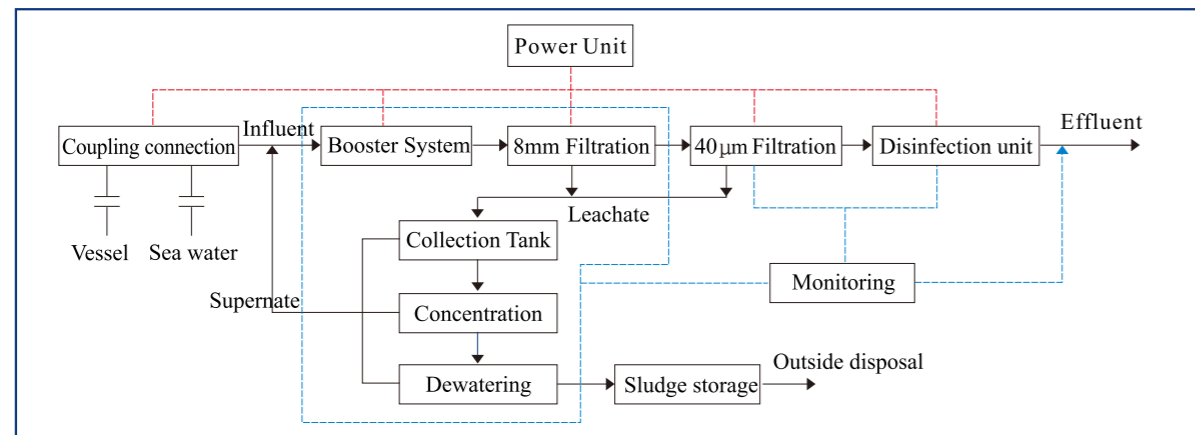 Power Unit
Influent
Effluent
Coupling connection
Booster System
8mm Filtration
40μm Filtration
Disinfection unit
Leachate
Collection Tank
Vessel
Sea water
Monitoring
Supernate
Concentration
Outside disposal
Dewatering
Sludge storage